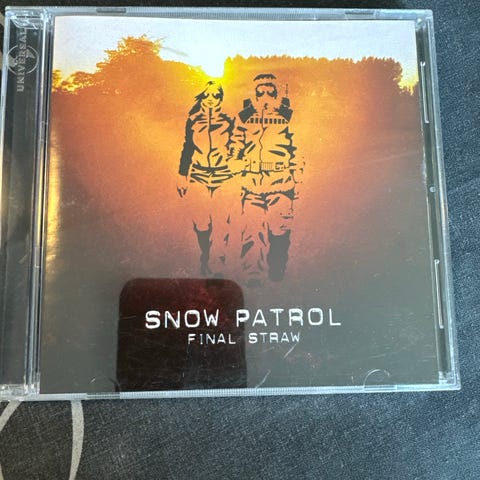 UNIVERSAL
SNOW PATROL
FINAL STRAW